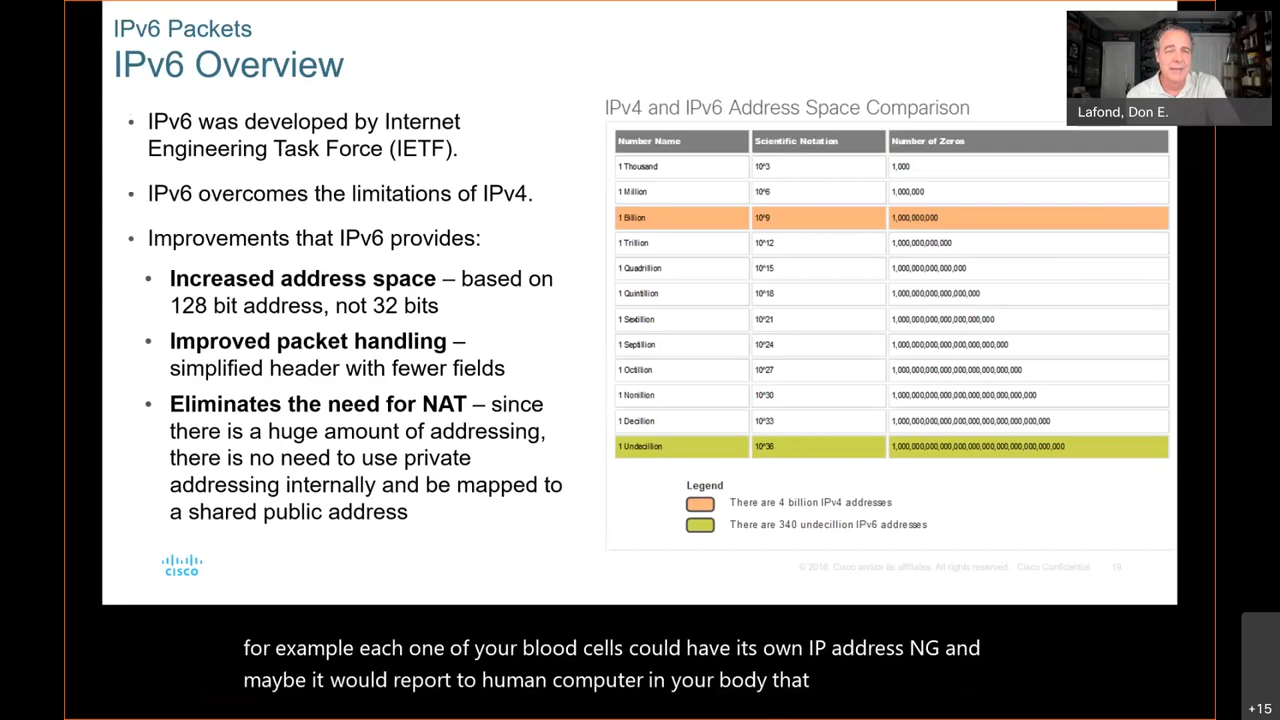 IPv6 Packets
IPv6 Overview
• IPv6 was developed by Internet
Engineering Task Force (IETF).
• IPv6 overcomes the limitations of IPv4.
• Improvements that IPv6 provides:
• Increased address space – based on
128 bit address, not 32 bits
• Improved packet handling –
simplified header with fewer fields
• Eliminates the need for NAT – since
there is a huge amount of addressing,
there is no need to use private
addressing internally and be mapped to
a shared public address
IPv4 and IPv6 Address Space Comparison
Number Name Scientific Notation Number of Zeros
1 Thousand 10^3 1,000
1 Million 10^6 1,000,000
1 Billion 10^9 1,000,000,000
1 Trillion 10^12 1,000,000,000,000
1 Quadrillion 10^15 1,000,000,000,000,000
1 Quintillion 10^18 1,000,000,000,000,000,000
1 Sextillion 10^21 1,000,000,000,000,000,000,000
1 Septillion 10^24 1,000,000,000,000,000,000,000,000
1 Octillion 10^27 1,000,000,000,000,000,000,000,000,000
1 Nonillion 10^30 1,000,000,000,000,000,000,000,000,000,000
1 Decillion 10^33 1,000,000,000,000,000,000,000,000,000,000,000
1 Undecillion 10^36 1,000,000,000,000,000,000,000,000,000,000,000,000
Legend
There are 4 billion IPv4 addresses
There are 340 undecillion IPv6 addresses
Lafond, Don E.
CISCO
© 2016 Cisco and/or its affiliates. All rights reserved. Cisco Confidential 18
for example each one of your blood cells could have its own IP address NG and
maybe it would report to human computer in your body that
+15